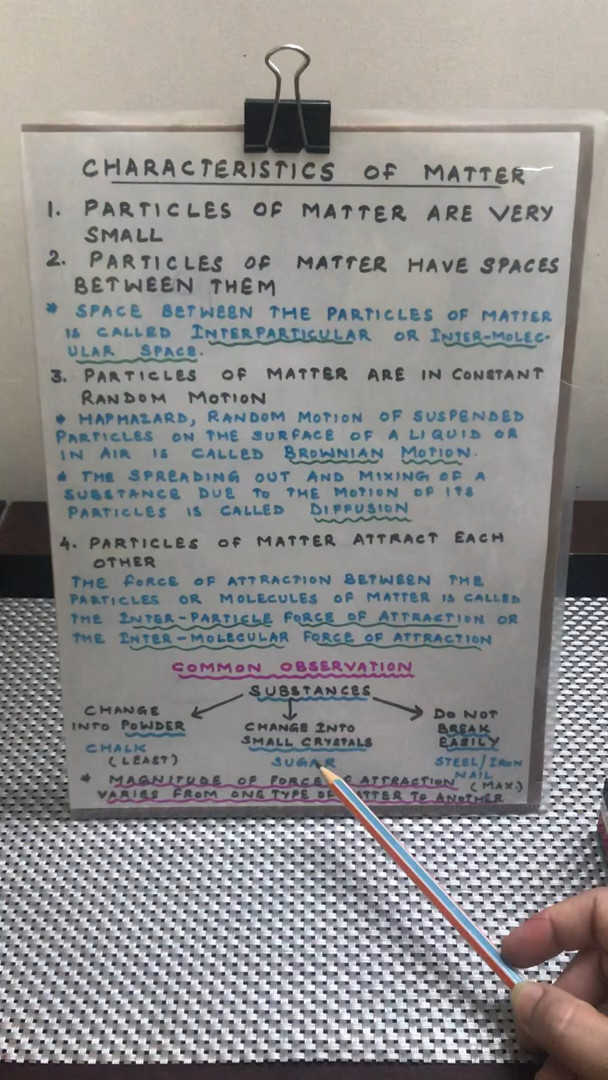 CHARACTERISTICS OF MATTER
1. PARTICLES OF MATTER ARE VERY
SMALL
2. PARTICLES OF MATTER HAVE SPACES
BETWEEN THEM
* SPACE BETWEEN THE PARTICLES OF MATTER
IS CALLED INTERPARTICULAR OR INTER-MOLEC-
ULAR SPACE.
3. PARTICLES OF MATTER ARE IN CONSTANT
RANDOM MOTION
* HAPHAZARD, RANDOM MOTION OF SUSPENDED
PARTICLES ON THE SURFACE OF A LIQUID OR
IN AIR IS CALLED BROWNIAN MOTION.
* THE SPREADING OUT AND MIXING OF A
SUBSTANCE DUE TO THE MOTION OF ITS
PARTICLES IS CALLED DIFFUSION
4. PARTICLES OF MATTER ATTRACT EACH
OTHER
THE FORCE OF ATTRACTION BETWEEN THE
PARTICLES OR MOLECULES OF MATTER IS CALLED
THE INTER-PARTICLE FORCE OF ATTRACTION OR
THE INTER-MOLECULAR FORCE OF ATTRACTION
COMMON OBSERVATION
SUBSTANCES
CHANGE
INTO POWDER
CHALK
(LEAST)
CHANGE INTO
SMALL CRYSTALS
SUGAR
DO NOT
BREAK
EASILY
STEEL/IRON
NAIL
(MAX.)
* MAGNITUDE OF FORCE OF ATTRACTION
VARIES FROM ONE TYPE OF MATTER TO ANOTHER